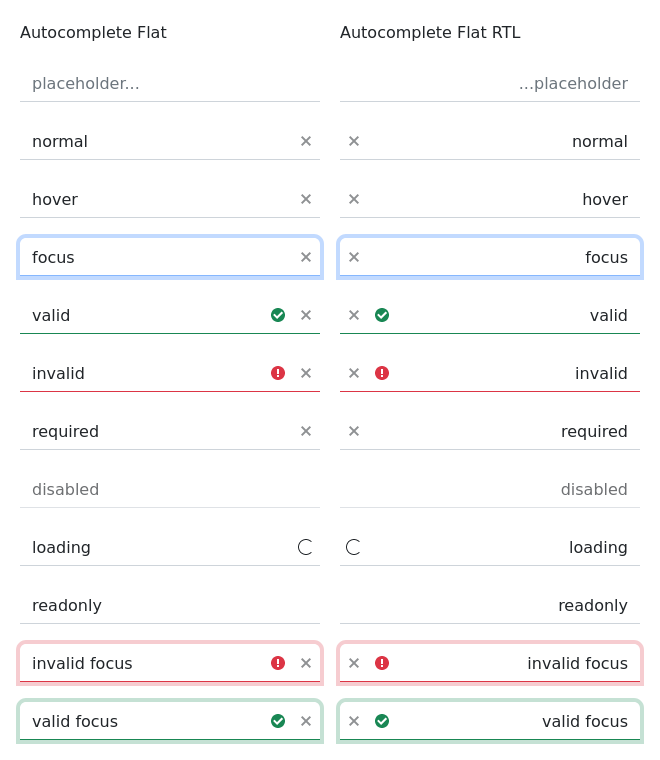 Autocomplete Flat
placeholder...
normal
hover
focus
valid
invalid
required
disabled
loading
readonly
invalid focus
valid focus
Autocomplete Flat RTL
...placeholder
normal
hover
focus
valid
invalid
required
disabled
loading
readonly
invalid focus
valid focus